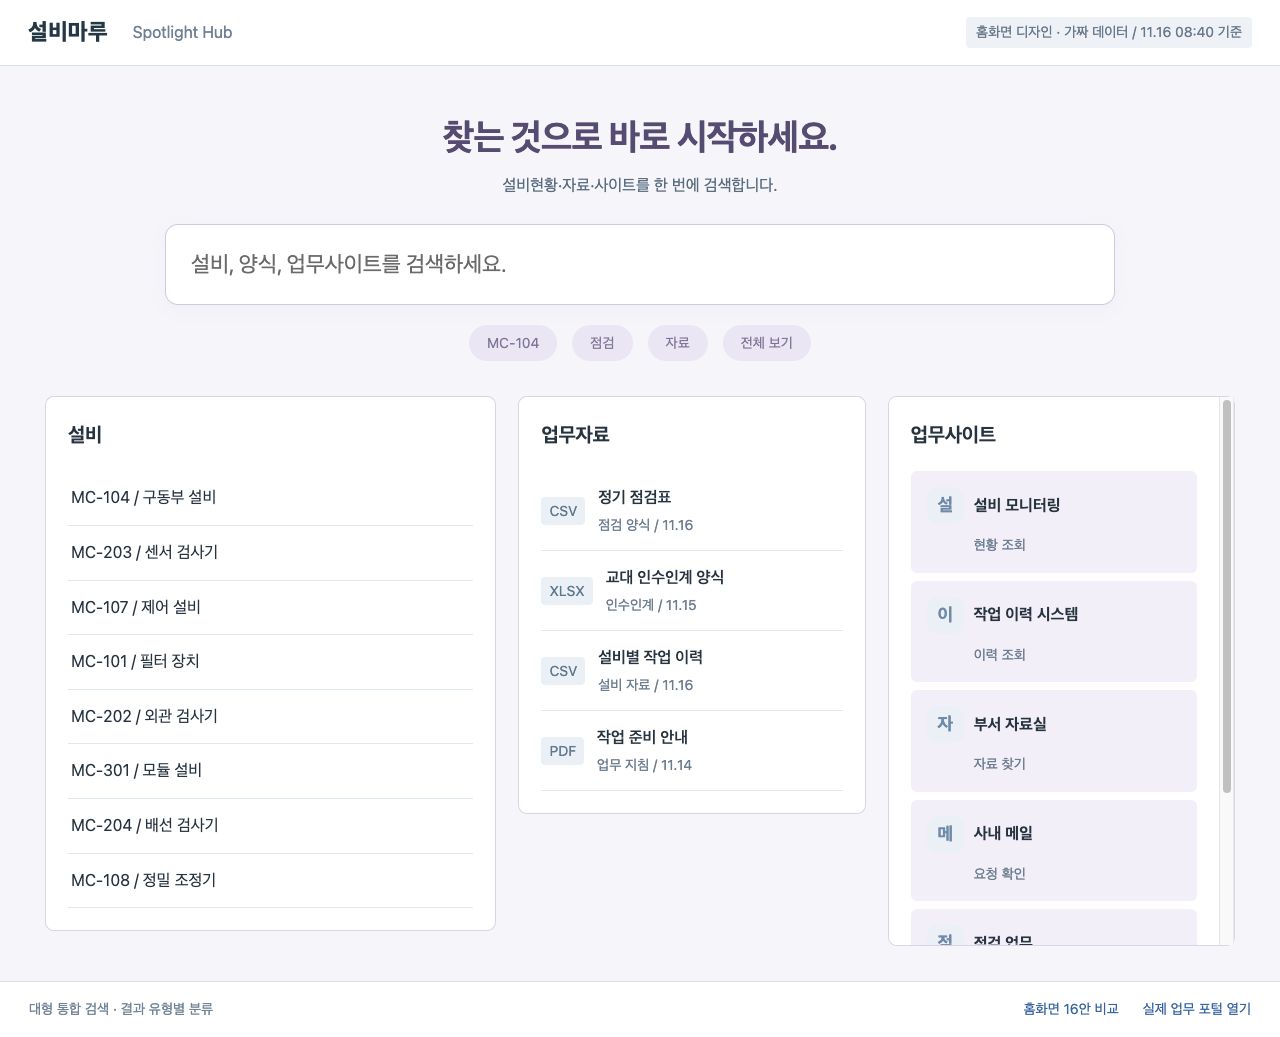 설비마루
Spotlight Hub
홈화면 디자인 · 가짜 데이터 / 11.16 08:40 기준
찾는 것으로 바로 시작하세요.
설비현황·자료·사이트를 한 번에 검색합니다.
설비, 양식, 업무사이트를 검색하세요.
MC-104
점검
자료
전체 보기
설비
MC-104 / 구동부 설비
MC-203 / 센서 검사기
MC-107 / 제어 설비
MC-101 / 필터 장치
MC-202 / 외관 검사기
MC-301 / 모듈 설비
MC-204 / 배선 검사기
MC-108 / 정밀 조정기
업무자료
CSV
정기 점검표
점검 양식 / 11.16
XLSX
교대 인수인계 양식
인수인계 / 11.15
CSV
설비별 작업 이력
설비 자료 / 11.16
PDF
작업 준비 안내
업무 지침 / 11.14
업무사이트
설
설비 모니터링
현황 조회
이
작업 이력 시스템
이력 조회
자
부서 자료실
자료 찾기
메
사내 메일
요청 확인
점
점검 업무
대형 통합 검색 · 결과 유형별 분류
홈화면 16안 비교
실제 업무 포털 열기